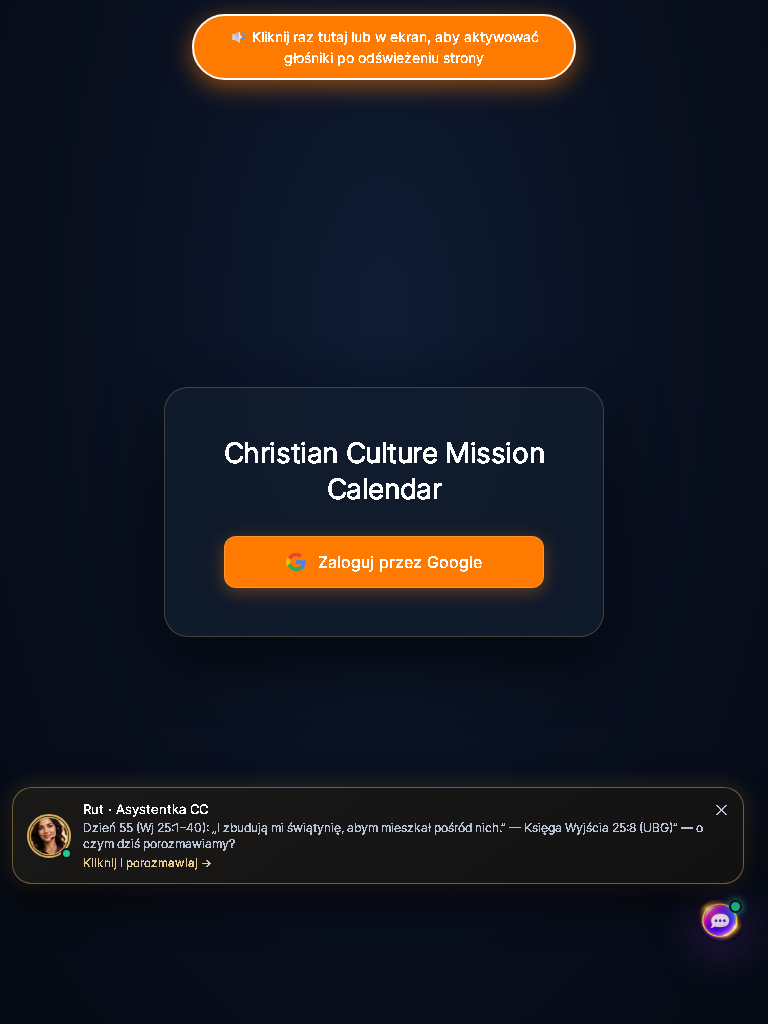 Kliknij raz tutaj lub w ekran, aby aktywować
głośniki po odświeżeniu strony
Christian Culture Mission
Calendar
Zaloguj przez Google
Rut · Asystentka CC
Dzień 55 (Wj 25:1–40): „I zbudują mi świątynię, abym mieszkał pośród nich.” — Księga Wyjścia 25:8 (UBG)” — o
czym dziś porozmawiamy?
Kliknij i porozmawiaj →